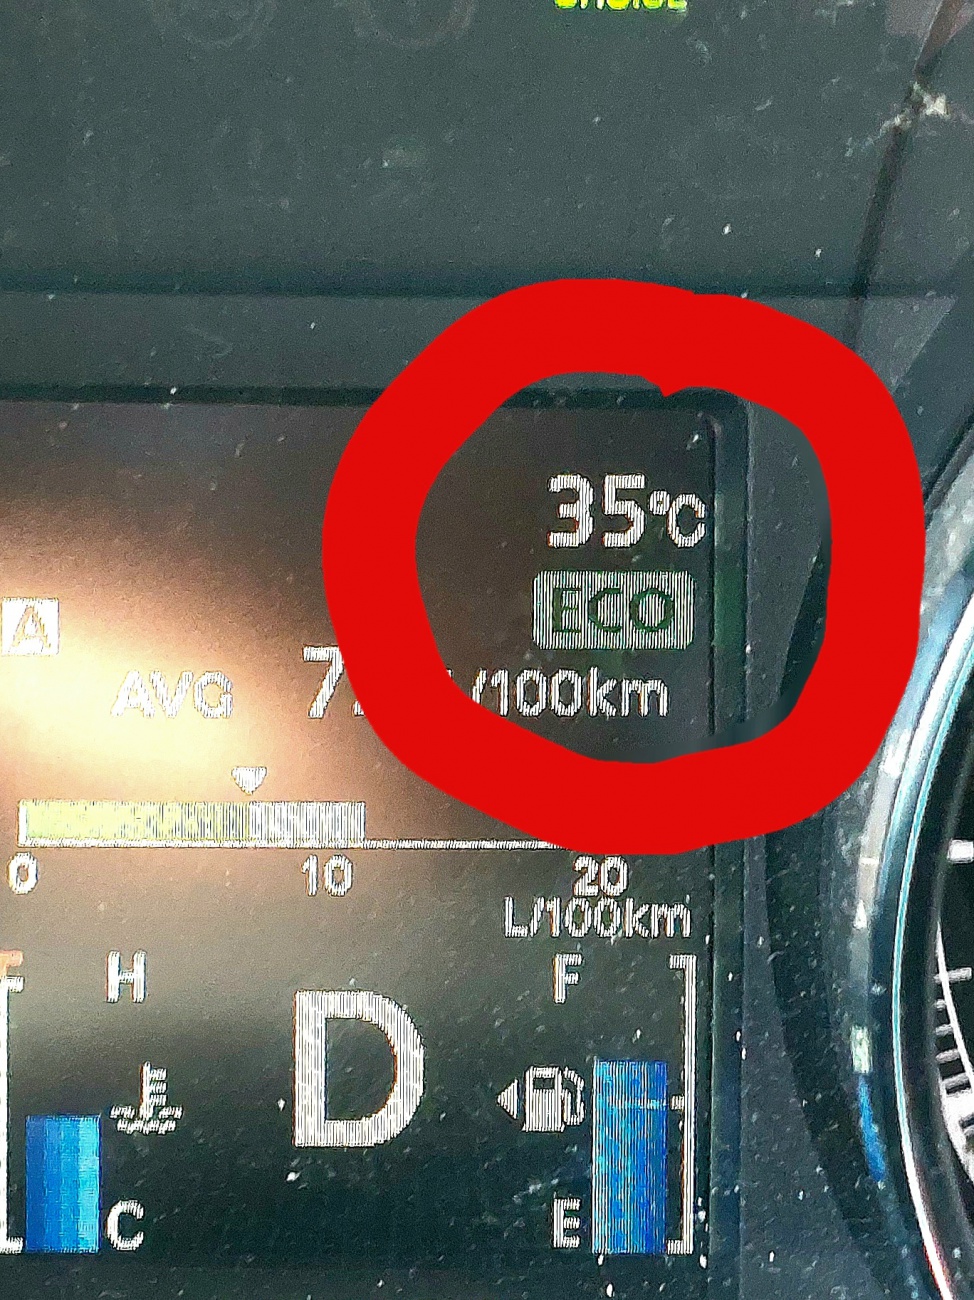 35°C
ECO
A
AVG /100km
0 10 20
L/100km
H F
D
E
C